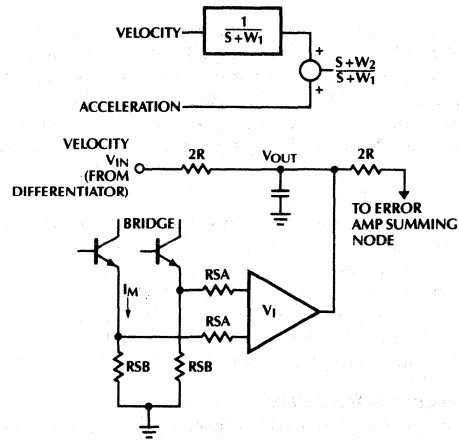 VELOCITY
1
S+W1
+
S+W2
S+W1
+
ACCELERATION
VELOCITY
VIN
(FROM
DIFFERENTIATOR)
2R
VOUT
2R
TO ERROR
AMP SUMMING
NODE
BRIDGE
IM
RSA
RSA
VI
RSB
RSB